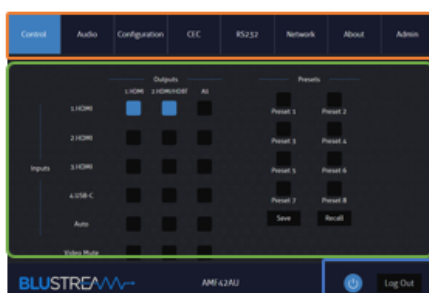 Control Audio Configuration CEC RS232 Network About Admin
Outputs Presets
1.HDMI 2.HDMI/HDBT All
1.HDMI Preset 1 Preset 2
2.HDMI Preset 3 Preset 4
Inputs 3.HDMI Preset 5 Preset 6
4.USB-C Preset 7 Preset 8
Auto Save Recall
Video Mute
BLUSTREAM AMF42AU Log Out